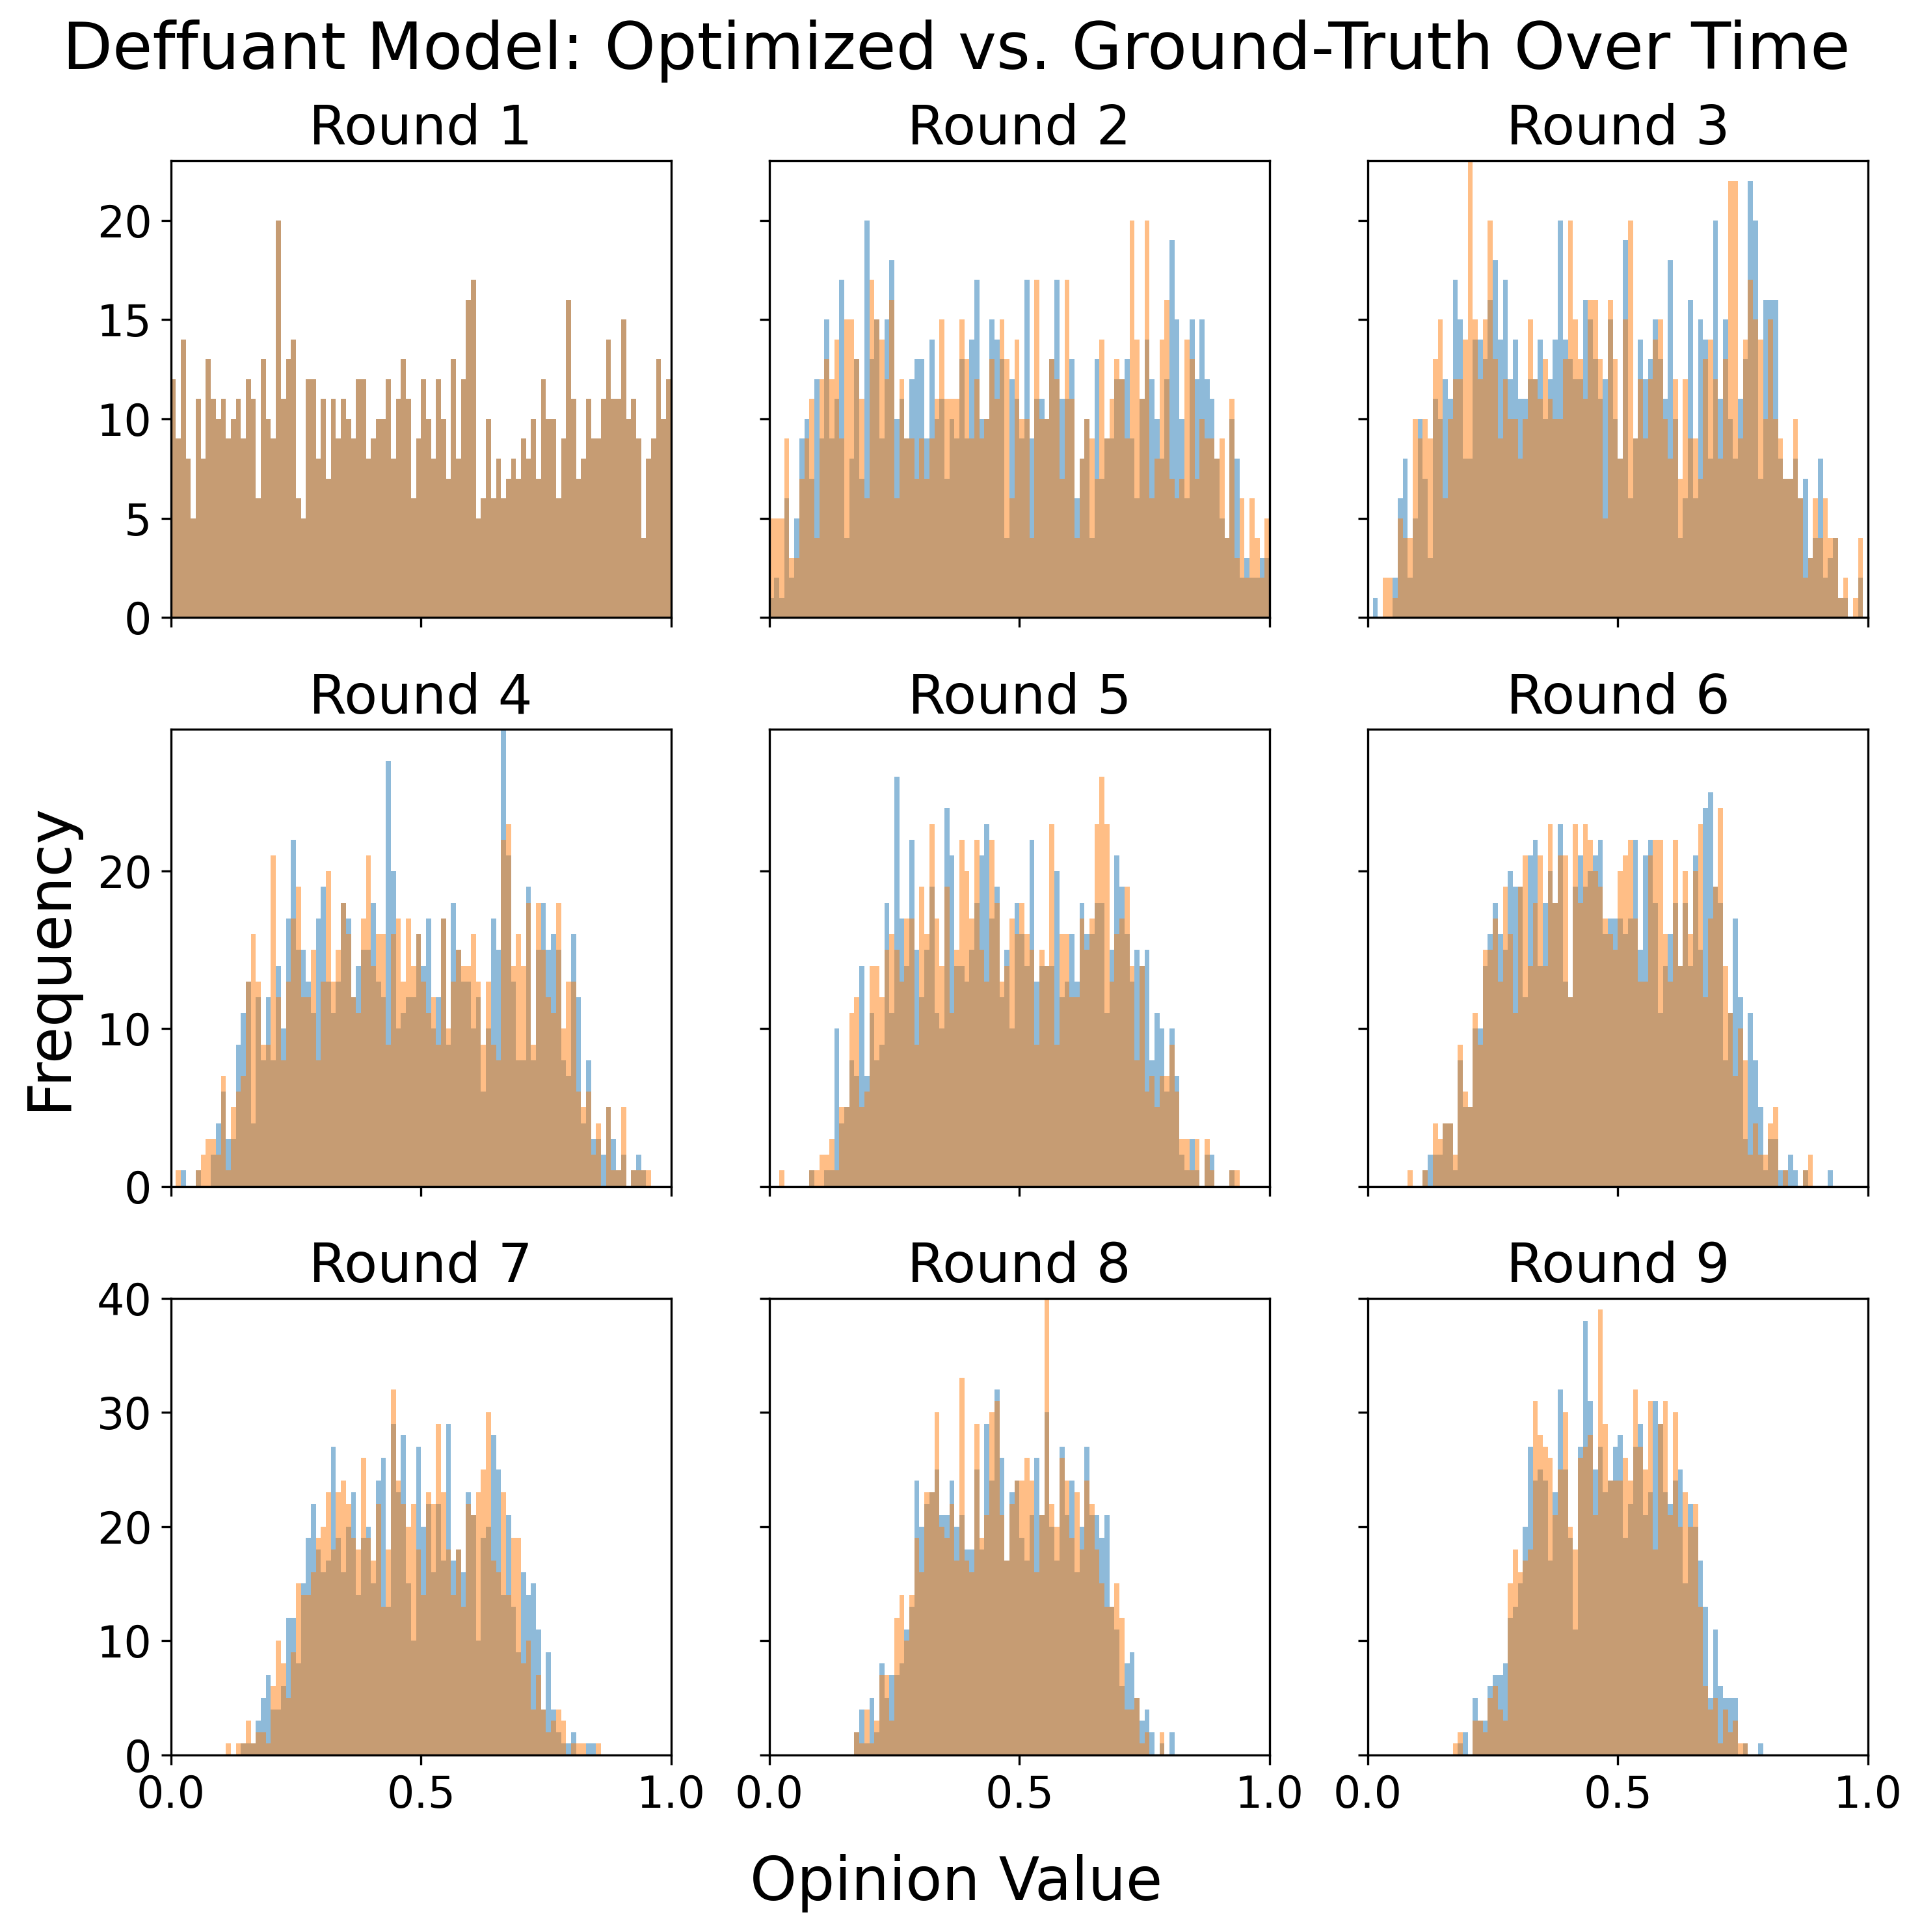 Deffuant Model: Optimized vs. Ground-Truth Over Time
Round 1
Round 2
Round 3
20
15
10
5
0
Round 4
Round 5
Round 6
Frequency
20
10
0
Round 7
Round 8
Round 9
40
30
20
10
0
0.0 0.5 1.0 0.0 0.5 1.0 0.0 0.5 1.0
Opinion Value